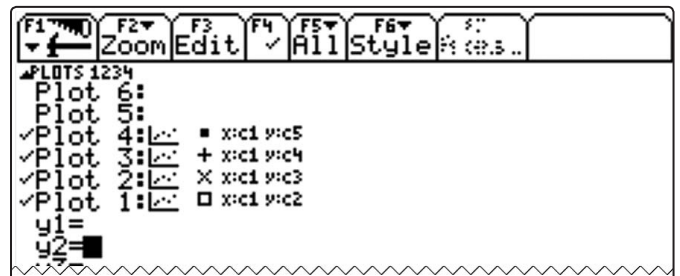 F1 F2 F3 F4 F5 F6
Zoom Edit ✓ All Style
PLOTS 1234
Plot 6:
Plot 5:
✓Plot 4: ▪ x:c1 y:c5
✓Plot 3: + x:c1 y:c4
✓Plot 2: × x:c1 y:c3
✓Plot 1: □ x:c1 y:c2
y1=
y2=